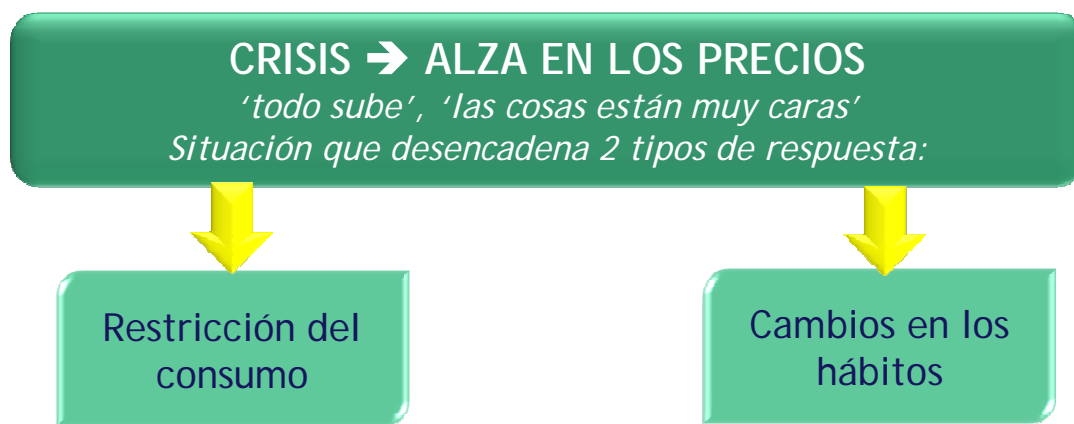 CRISIS ➔ ALZA EN LOS PRECIOS
‘todo sube’, ‘las cosas están muy caras’
Situación que desencadena 2 tipos de respuesta:
Restricción del
consumo
Cambios en los
hábitos